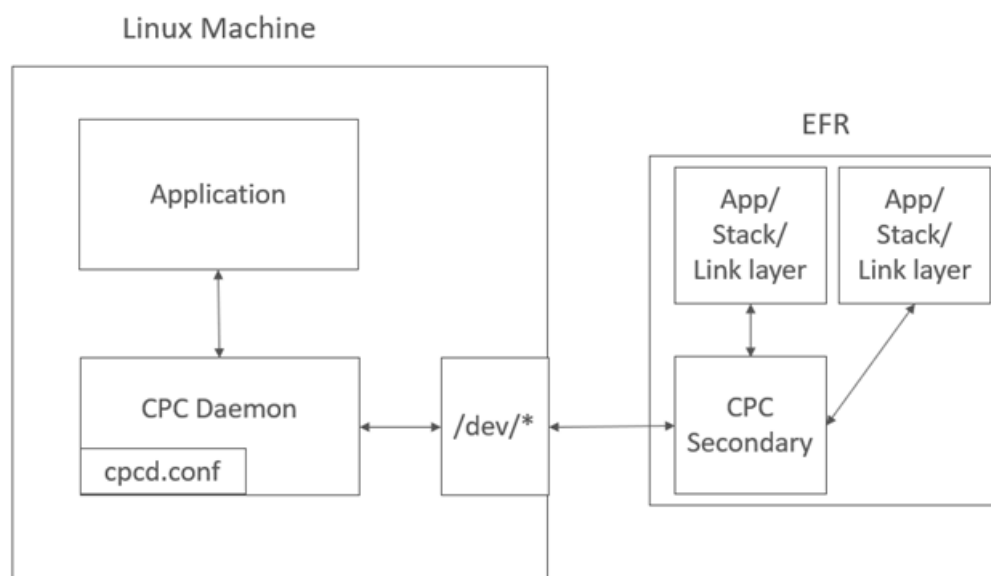 Linux Machine
Application
CPC Daemon
cpcd.conf
/dev/*
EFR
App/
Stack/
Link layer
App/
Stack/
Link layer
CPC
Secondary